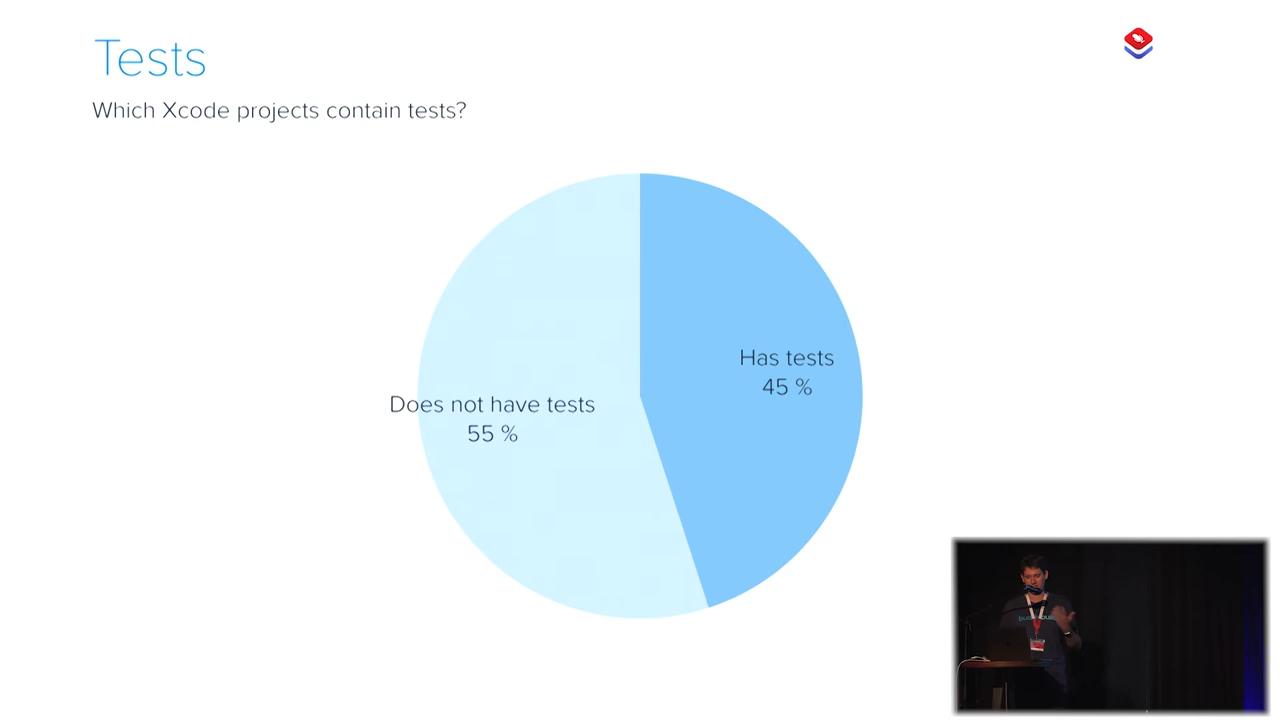 Tests
Which Xcode projects contain tests?
Has tests
45 %
Does not have tests
55 %